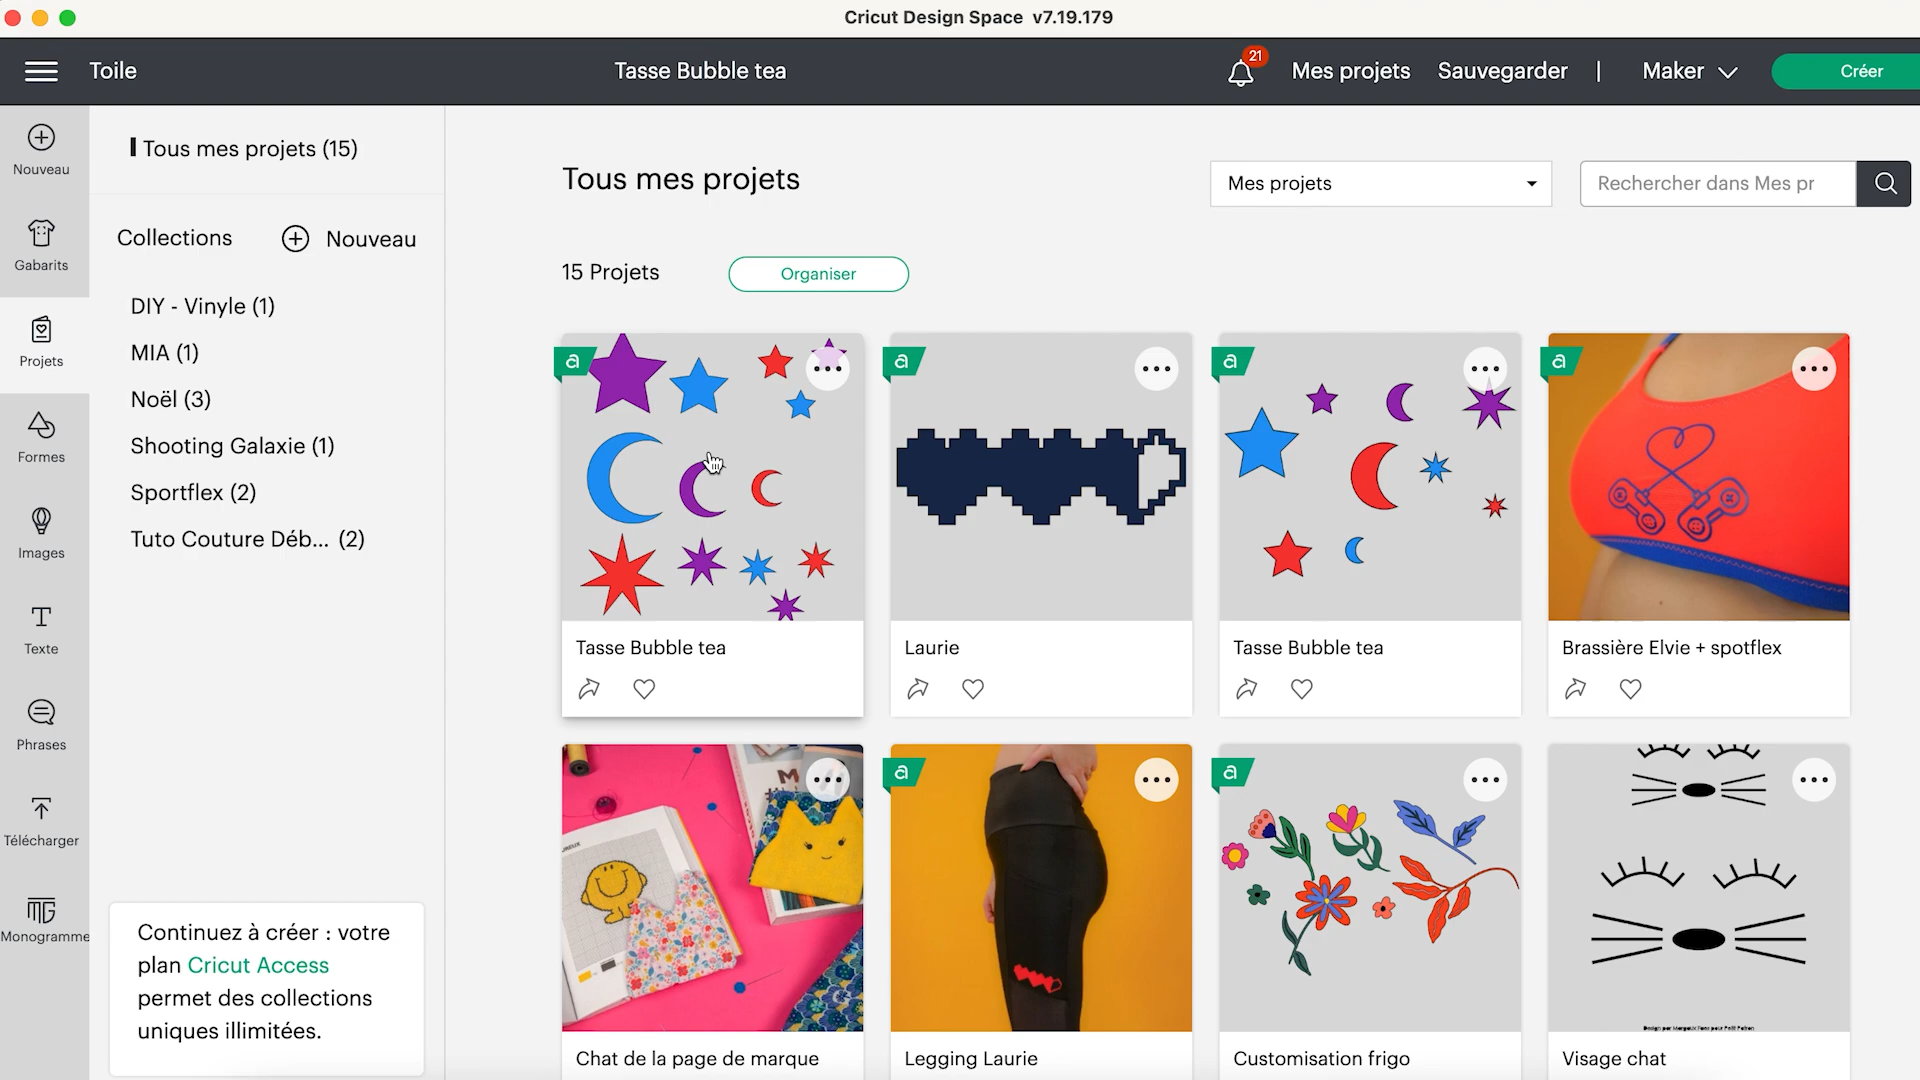 Cricut Design Space v7.19.179
Toile
Tasse Bubble tea
21
Mes projets
Sauvegarder
|
Maker
Créer
Nouveau
Gabarits
Projets
Formes
Images
Texte
Phrases
Télécharger
Monogramme
Tous mes projets (15)
Collections
Nouveau
DIY - Vinyle (1)
MIA (1)
Noël (3)
Shooting Galaxie (1)
Sportflex (2)
Tuto Couture Déb... (2)
Continuez à créer : votre
plan Cricut Access
permet des collections
uniques illimitées.
Tous mes projets
Mes projets
Rechercher dans Mes pr
15 Projets
Organiser
a
a
a
a
Tasse Bubble tea
Laurie
Tasse Bubble tea
Brassière Elvie + spotflex
a
a
Chat de la page de marque
Legging Laurie
Customisation frigo
Visage chat